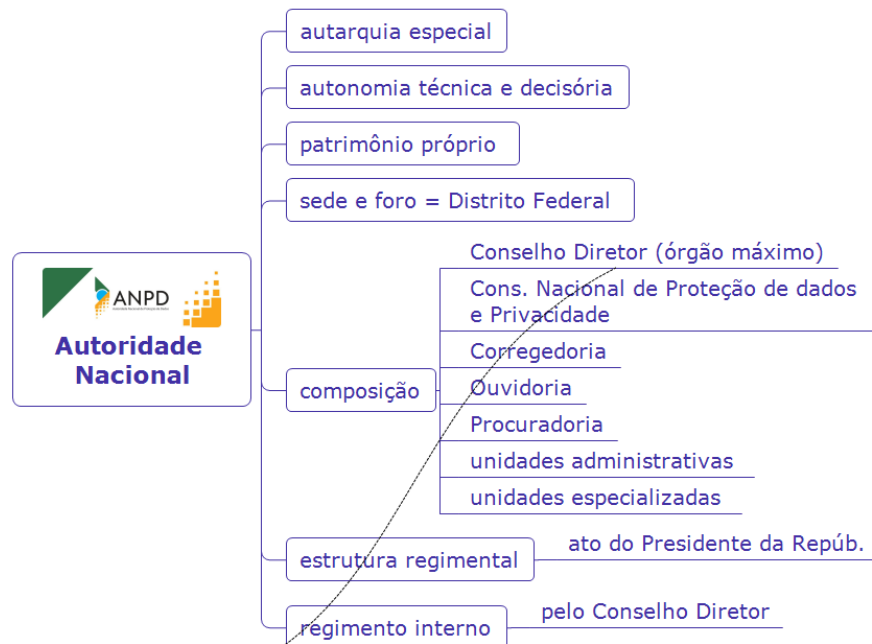 autarquia especial
autonomia técnica e decisória
patrimônio próprio
sede e foro = Distrito Federal
ANPD
Autoridade
Nacional
composição
Conselho Diretor (órgão máximo)
Cons. Nacional de Proteção de dados
e Privacidade
Corregedoria
Ouvidoria
Procuradoria
unidades administrativas
unidades especializadas
estrutura regimental
ato do Presidente da Repúb.
regimento interno
pelo Conselho Diretor